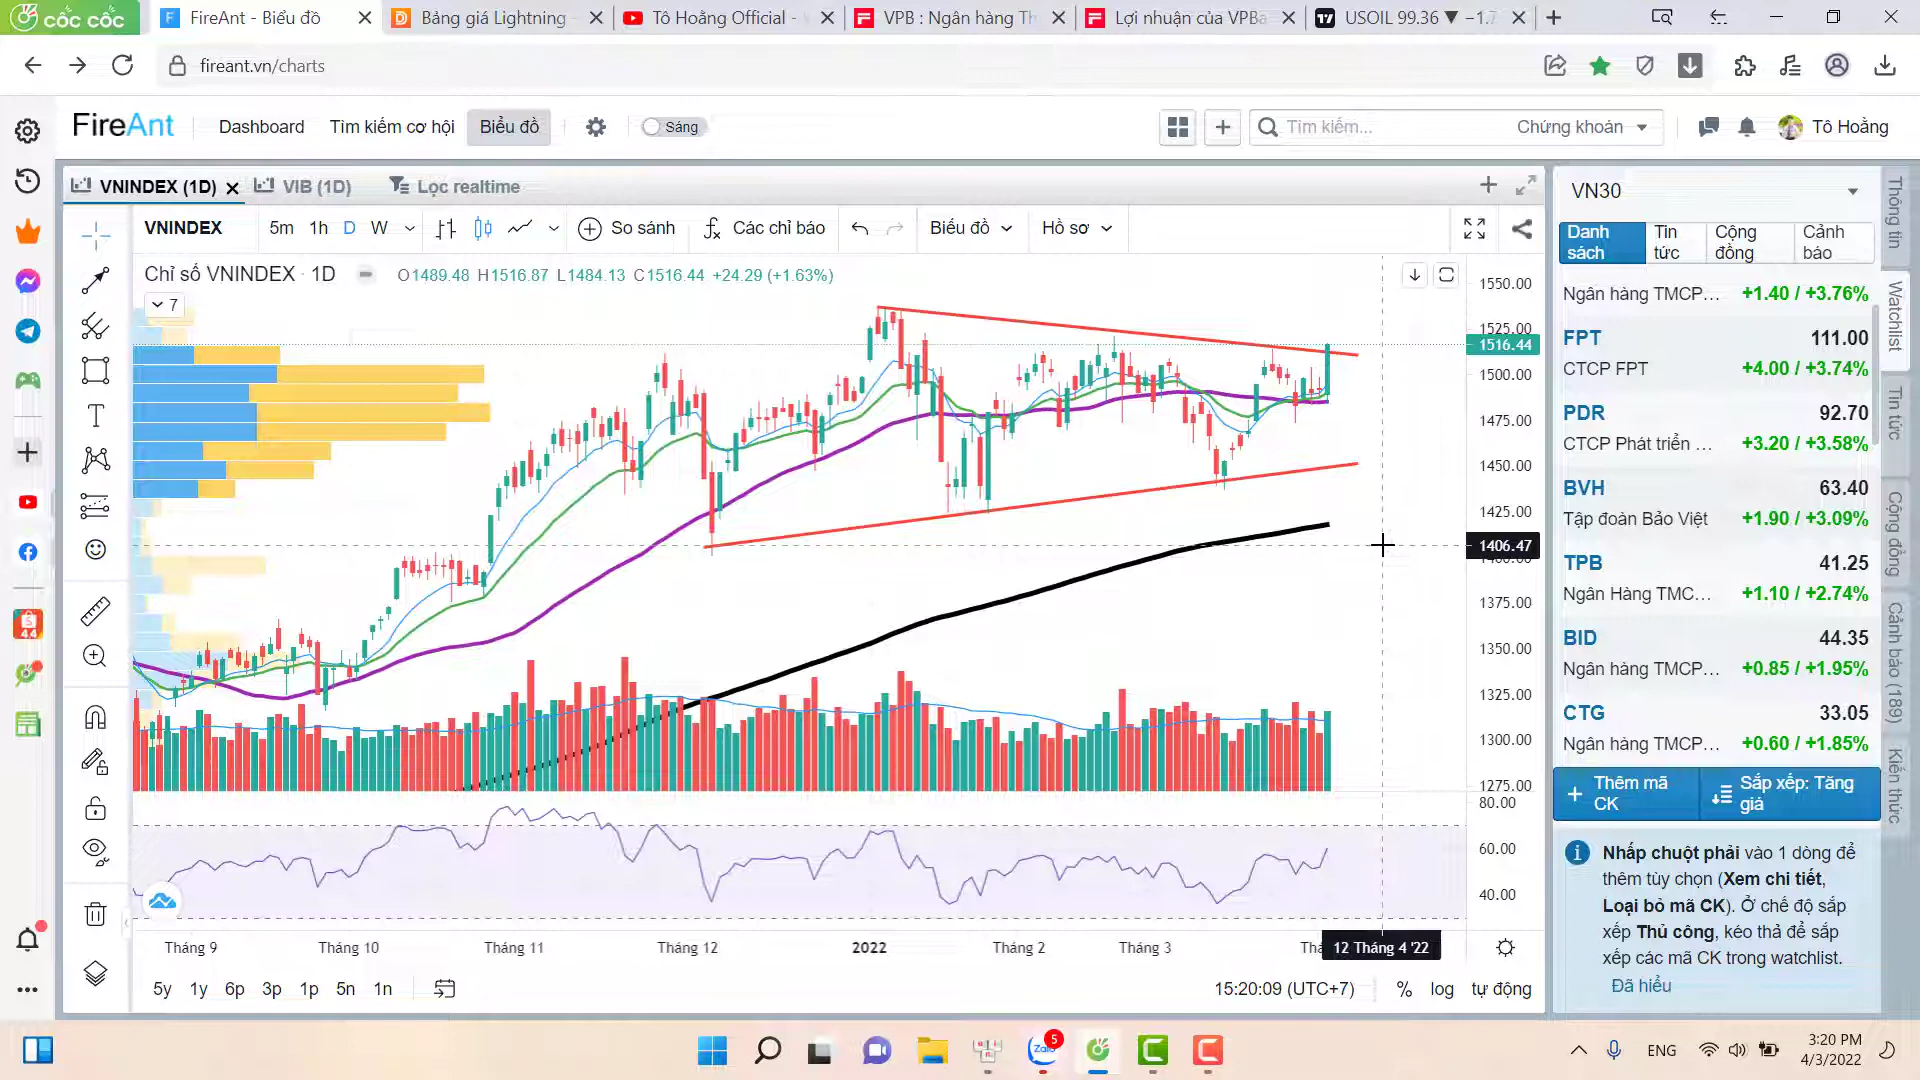 cốc cốc
FireAnt - Biểu đồ
Bảng giá Lightning
Tô Hoằng Official -
VPB : Ngân hàng Th
Lợi nhuận của VPBa
USOIL 99.36 ▼ −1.7
fireant.vn/charts
FireAnt
Dashboard
Tìm kiếm cơ hội
Biểu đồ
Sáng
Tìm kiếm...
Chứng khoán
Tô Hoằng
VNINDEX (1D)
VIB (1D)
Lọc realtime
VNINDEX
5m 1h D W
So sánh
Các chỉ báo
Biểu đồ
Hồ sơ
Chỉ số VNINDEX · 1D
O1489.48 H1516.87 L1484.13 C1516.44 +24.29 (+1.63%)
7
1550.00
1525.00
1516.44
1500.00
1475.00
1450.00
1425.00
1406.47
1375.00
1350.00
1325.00
1300.00
1275.00
80.00
60.00
40.00
Tháng 9
Tháng 10
Tháng 11
Tháng 12
2022
Tháng 2
Tháng 3
12 Tháng 4 '22
5y 1y 6p 3p 1p 5n 1n
15:20:09 (UTC+7)
% log tự động
VN30
Danh sách
Tin tức
Cộng đồng
Cảnh báo
Ngân hàng TMCP... +1.40 / +3.76%
FPT 111.00
CTCP FPT +4.00 / +3.74%
PDR 92.70
CTCP Phát triển ... +3.20 / +3.58%
BVH 63.40
Tập đoàn Bảo Việt +1.90 / +3.09%
TPB 41.25
Ngân Hàng TMC... +1.10 / +2.74%
BID 44.35
Ngân hàng TMCP... +0.85 / +1.95%
CTG 33.05
Ngân hàng TMCP... +0.60 / +1.85%
Thêm mã CK
Sắp xếp: Tăng giá
Nhấp chuột phải vào 1 dòng để
thêm tùy chọn (Xem chi tiết,
Loại bỏ mã CK). Ở chế độ sắp
xếp Thủ công, kéo thả để sắp
xếp các mã CK trong watchlist.
Đã hiểu
Thông tin
Watchlist
Tin tức
Cộng đồng
Cảnh báo (189)
Kiến thức
4.4
Zalo
5
ENG
3:20 PM
4/3/2022